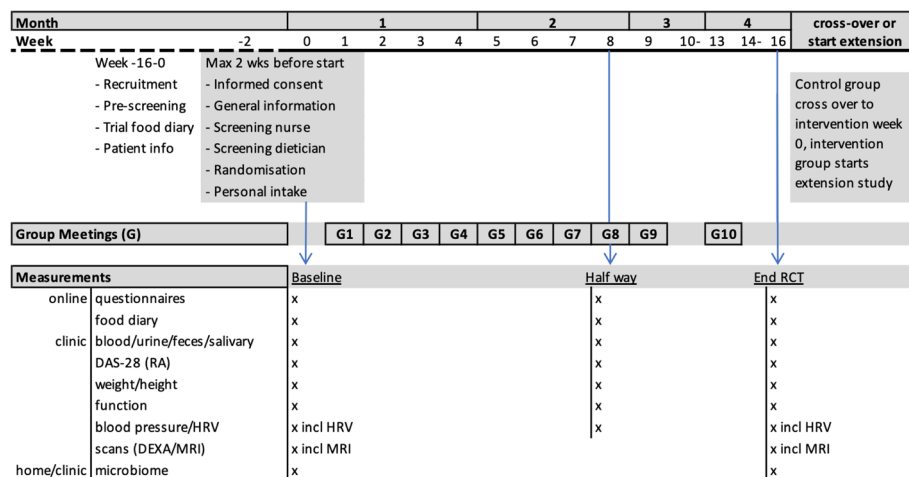 Month 1 2 3 4 cross-over or
Week -2 0 1 2 3 4 5 6 7 8 9 10- 13 14- 16 start extension
Week -16-0
- Recruitment
- Pre-screening
- Trial food diary
- Patient info
Max 2 wks before start
- Informed consent
- General information
- Screening nurse
- Screening dietician
- Randomisation
- Personal intake
Control group
cross over to
intervention week
0, intervention
group starts
extension study
Group Meetings (G) G1 G2 G3 G4 G5 G6 G7 G8 G9 G10
Measurements Baseline Half way End RCT
online questionnaires x x x
food diary x x x
clinic blood/urine/feces/salivary x x x
DAS-28 (RA) x x x
weight/height x x x
function x x x
blood pressure/HRV x incl HRV x x incl HRV
scans (DEXA/MRI) x incl MRI x incl MRI
home/clinic microbiome x x